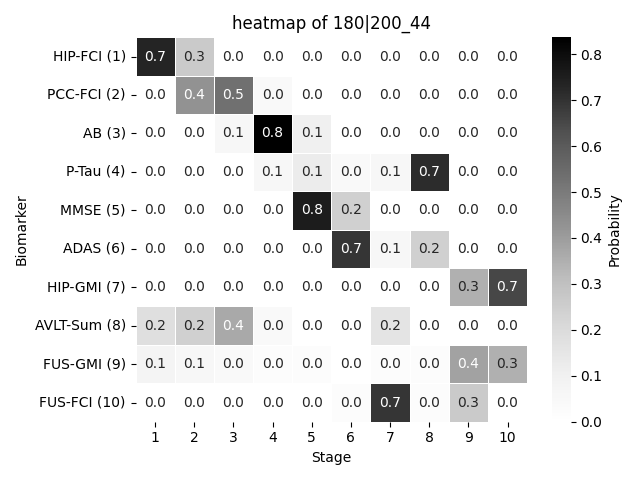 heatmap of 180|200_44
HIP-FCI (1) 0.7 0.3 0.0 0.0 0.0 0.0 0.0 0.0 0.0 0.0
PCC-FCI (2) 0.0 0.4 0.5 0.0 0.0 0.0 0.0 0.0 0.0 0.0
AB (3) 0.0 0.0 0.1 0.8 0.1 0.0 0.0 0.0 0.0 0.0
P-Tau (4) 0.0 0.0 0.0 0.1 0.1 0.0 0.1 0.7 0.0 0.0
MMSE (5) 0.0 0.0 0.0 0.0 0.8 0.2 0.0 0.0 0.0 0.0
ADAS (6) 0.0 0.0 0.0 0.0 0.0 0.7 0.1 0.2 0.0 0.0
HIP-GMI (7) 0.0 0.0 0.0 0.0 0.0 0.0 0.0 0.0 0.3 0.7
AVLT-Sum (8) 0.2 0.2 0.4 0.0 0.0 0.0 0.2 0.0 0.0 0.0
FUS-GMI (9) 0.1 0.1 0.0 0.0 0.0 0.0 0.0 0.0 0.4 0.3
FUS-FCI (10) 0.0 0.0 0.0 0.0 0.0 0.0 0.7 0.0 0.3 0.0
1 2 3 4 5 6 7 8 9 10
Stage
Biomarker
0.8
0.7
0.6
0.5
0.4
0.3
0.2
0.1
0.0
Probability